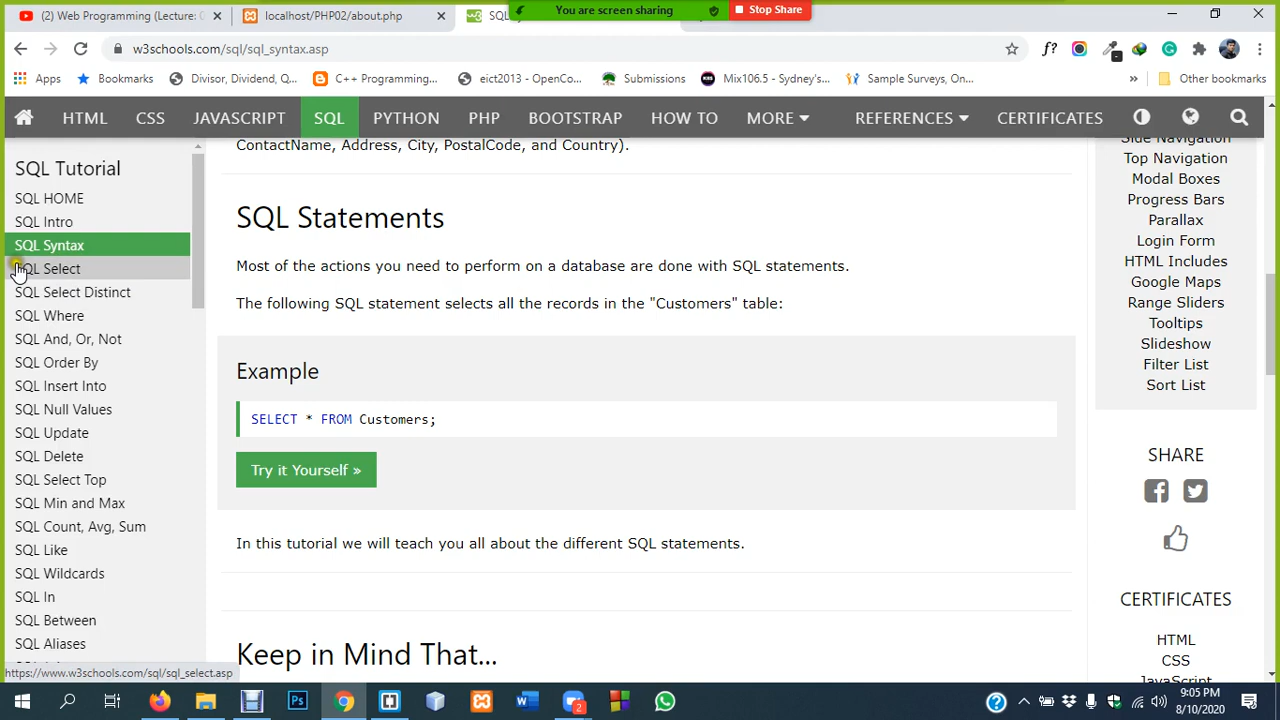 You are screen sharing
Stop Share
(2) Web Programming (Lecture:
localhost/PHP02/about.php
w3schools.com/sql/sql_syntax.asp
f?
Apps
Bookmarks
Divisor, Dividend, Q...
C++ Programming...
eict2013 - OpenCo...
Submissions
Mix106.5 - Sydney's...
Sample Surveys, On...
»
Other bookmarks
HTML
CSS
JAVASCRIPT
SQL
PYTHON
PHP
BOOTSTRAP
HOW TO
MORE
REFERENCES
CERTIFICATES
SQL Tutorial
SQL HOME
SQL Intro
SQL Syntax
SQL Select
SQL Select Distinct
SQL Where
SQL And, Or, Not
SQL Order By
SQL Insert Into
SQL Null Values
SQL Update
SQL Delete
SQL Select Top
SQL Min and Max
SQL Count, Avg, Sum
SQL Like
SQL Wildcards
SQL In
SQL Between
SQL Aliases
https://www.w3schools.com/sql/sql_select.asp
ContactName, Address, City, PostalCode, and Country).
SQL Statements
Most of the actions you need to perform on a database are done with SQL statements.
The following SQL statement selects all the records in the "Customers" table:
Example
SELECT * FROM Customers;
Try it Yourself »
In this tutorial we will teach you all about the different SQL statements.
Keep in Mind That...
Side Navigation
Top Navigation
Modal Boxes
Progress Bars
Parallax
Login Form
HTML Includes
Google Maps
Range Sliders
Tooltips
Slideshow
Filter List
Sort List
SHARE
CERTIFICATES
HTML
CSS
JavaScript
9:05 PM
8/10/2020